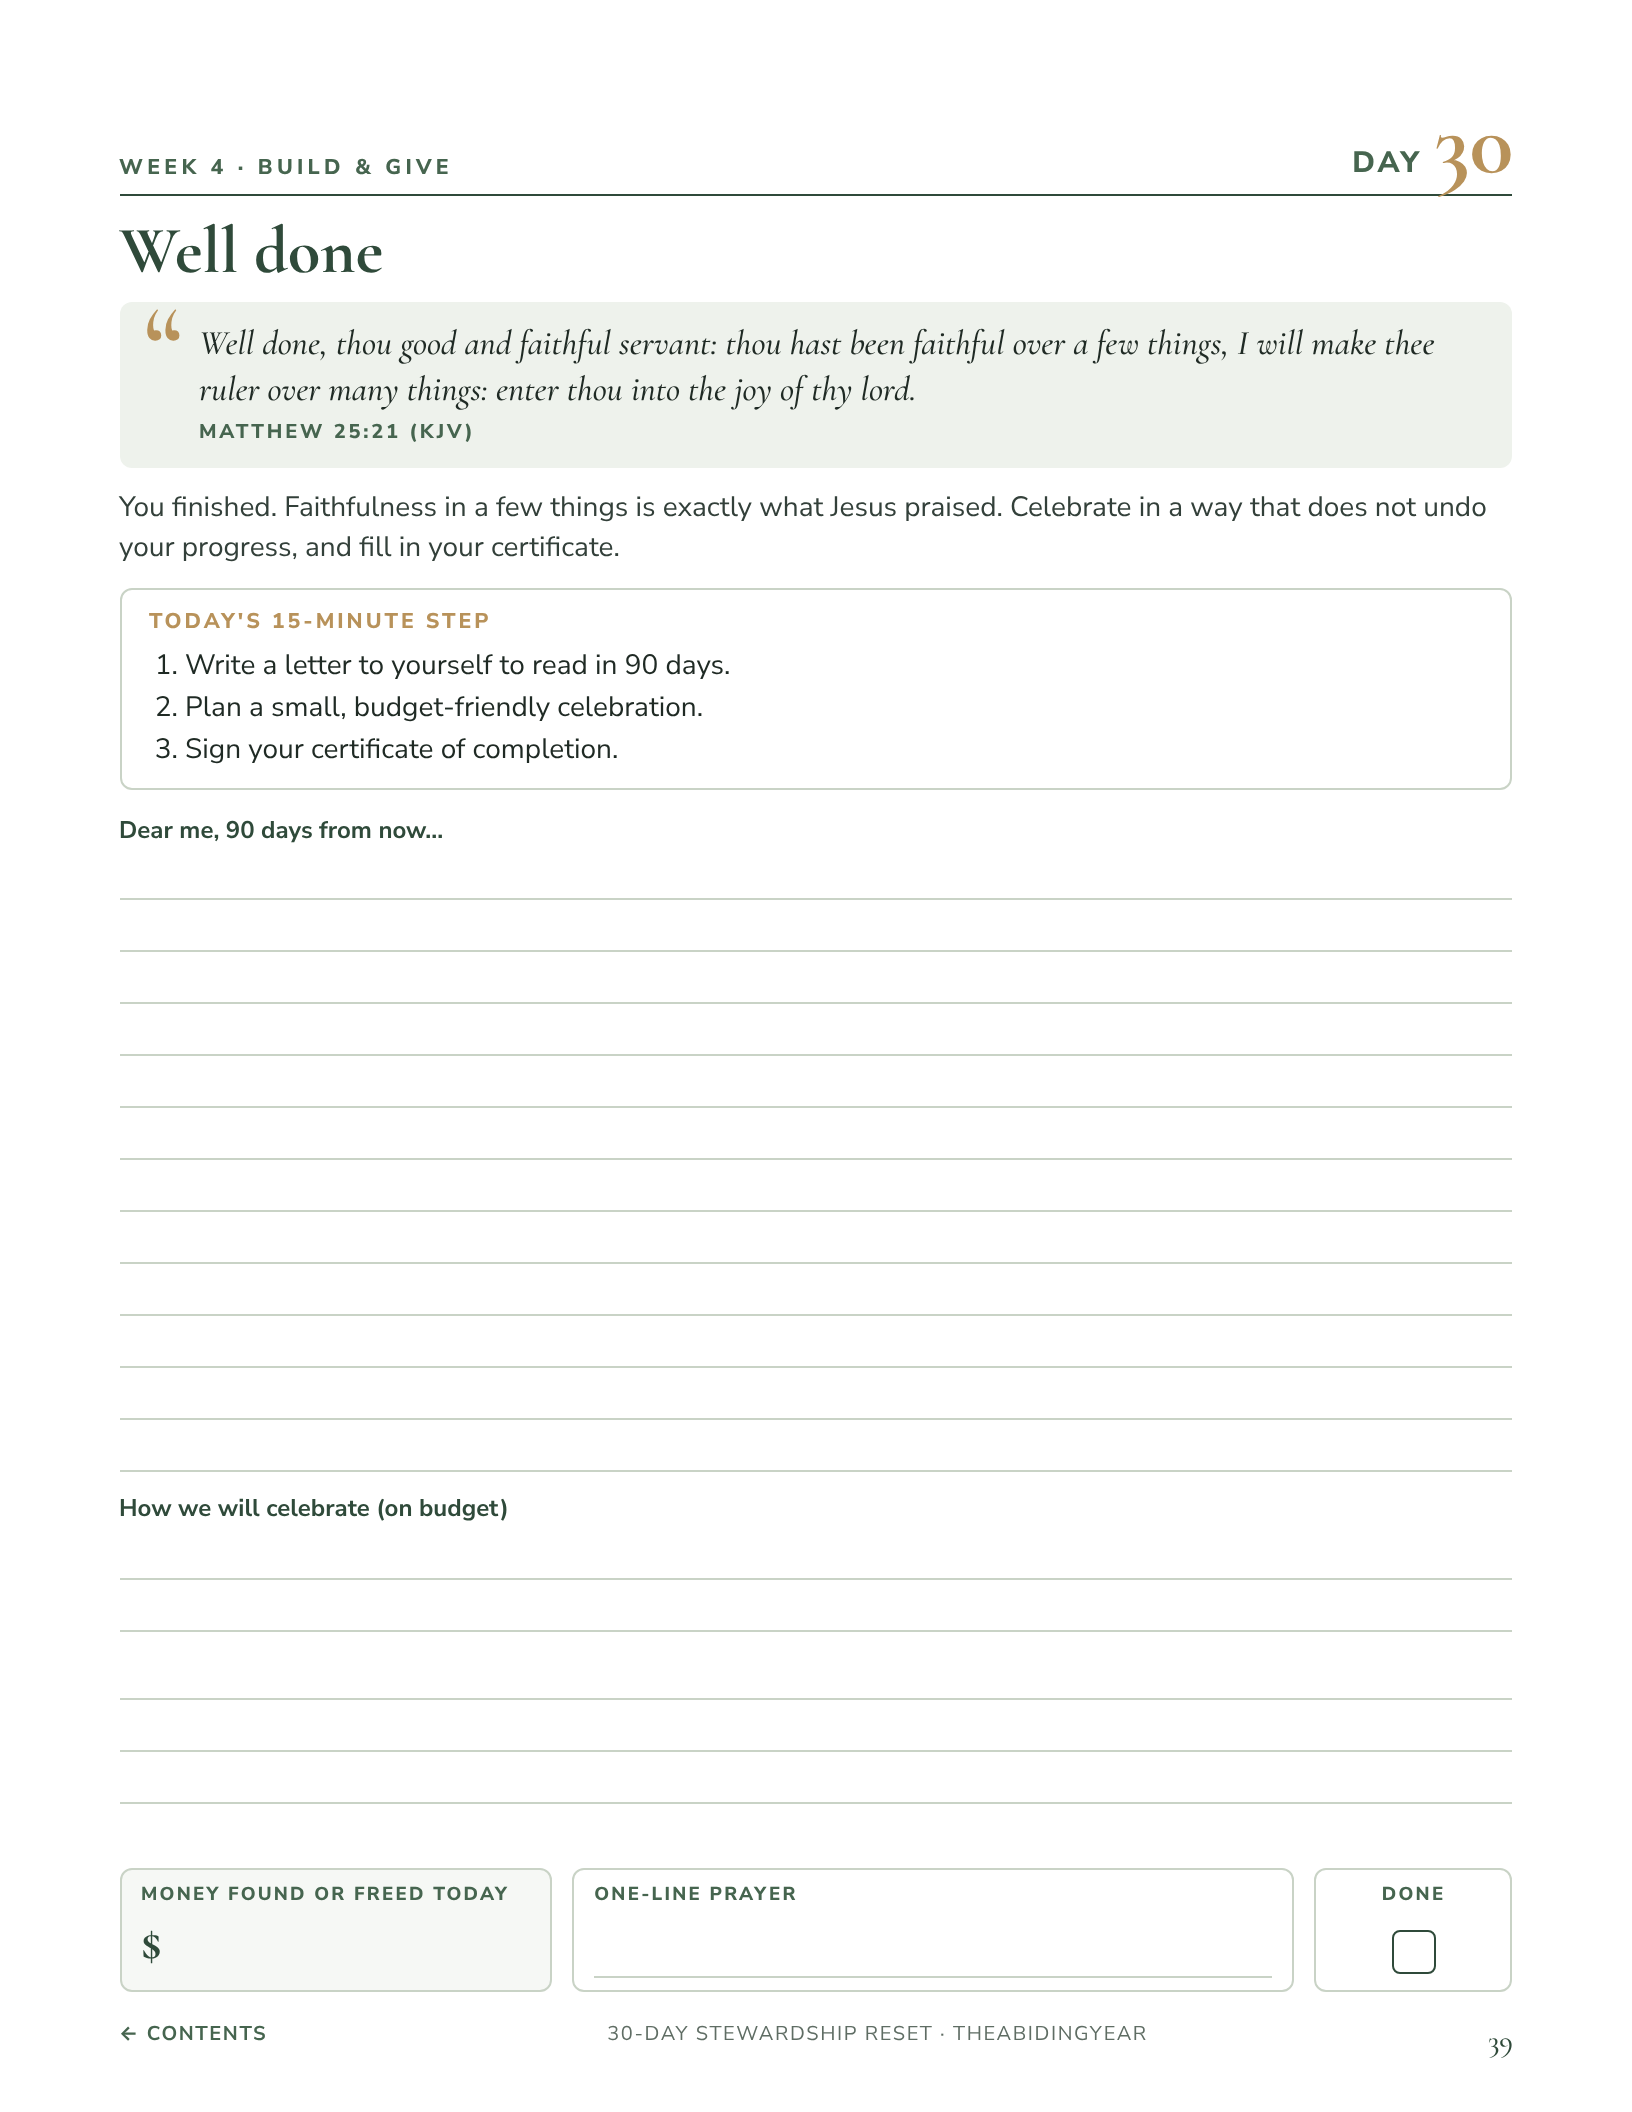 WEEK 4 · BUILD & GIVE
DAY 30
Well done
“ Well done, thou good and faithful servant: thou hast been faithful over a few things, I will make thee
ruler over many things: enter thou into the joy of thy lord.
MATTHEW 25:21 (KJV)
You finished. Faithfulness in a few things is exactly what Jesus praised. Celebrate in a way that does not undo
your progress, and fill in your certificate.
TODAY'S 15-MINUTE STEP
1. Write a letter to yourself to read in 90 days.
2. Plan a small, budget-friendly celebration.
3. Sign your certificate of completion.
Dear me, 90 days from now...
How we will celebrate (on budget)
MONEY FOUND OR FREED TODAY
$
ONE-LINE PRAYER
DONE
← CONTENTS
30-DAY STEWARDSHIP RESET · THEABIDINGYEAR
39